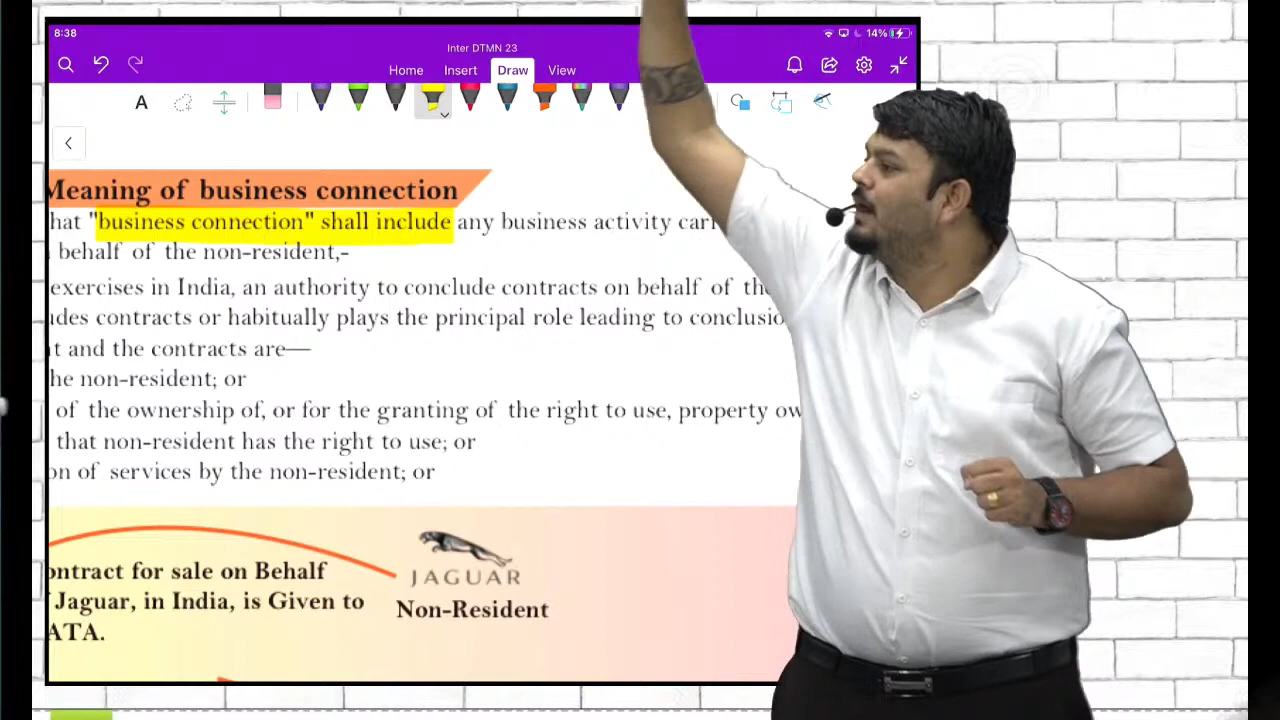 8:38
14%
Inter DTMN 23
Home Insert Draw View
A
Meaning of business connection
hat "business connection" shall include any business activity carr
behalf of the non-resident,-
exercises in India, an authority to conclude contracts on behalf of the
udes contracts or habitually plays the principal role leading to conclusio
t and the contracts are—
he non-resident; or
of the ownership of, or for the granting of the right to use, property ow
that non-resident has the right to use; or
on of services by the non-resident; or
ontract for sale on Behalf
Jaguar, in India, is Given to
ATA.
JAGUAR
Non-Resident